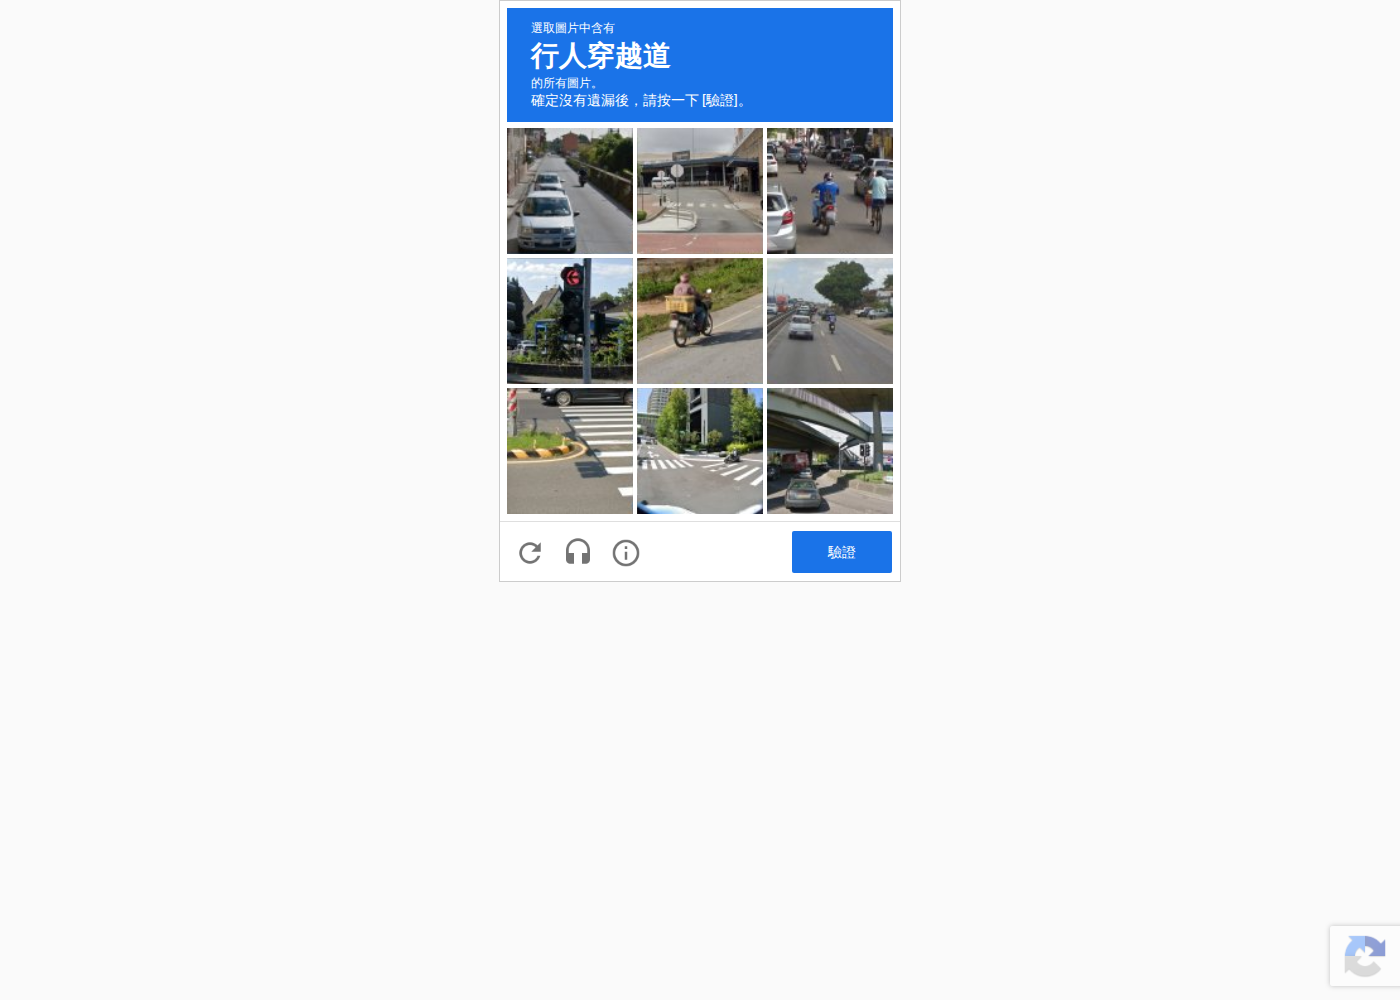 選取圖片中含有
行人穿越道
的所有圖片。
確定沒有遺漏後，請按一下 [驗證]。
驗證